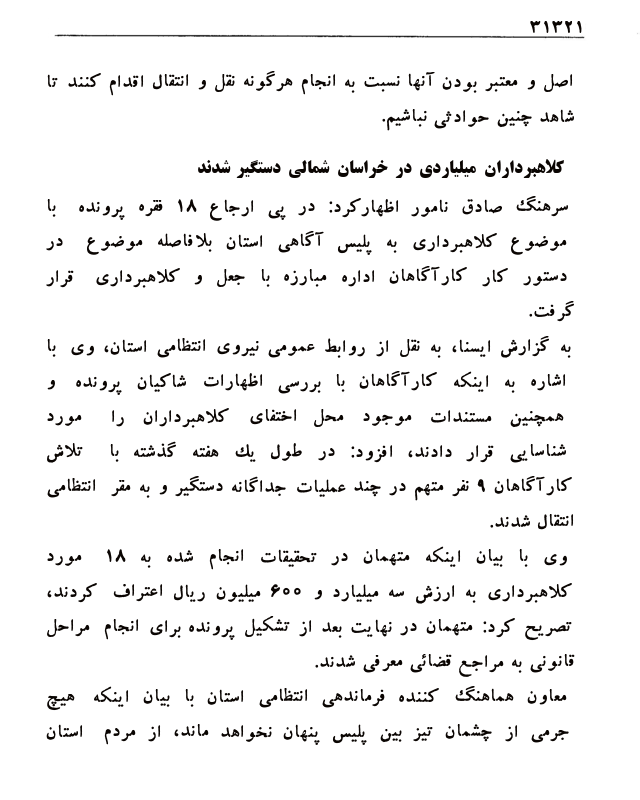 ۳۱۳۲۱
اصل و معتبر بودن آنها نسبت به انجام هرگونه نقل و انتقال اقدام کنند تا
شاهد چنین حوادثی نباشیم.
کلاهبرداران میلیاردی در خراسان شمالی دستگیر شدند
سرهنگ صادق نامور اظهارکرد: در پی ارجاع ۱۸ فقره پرونده با
موضوع کلاهبرداری به پلیس آگاهی استان بلافاصله موضوع در
دستور کار کارآگاهان اداره مبارزه با جعل و کلاهبرداری قرار
گرفت.
به گزارش ایسنا، به نقل از روابط عمومی نیروی انتظامی استان، وی با
اشاره به اینکه کارآگاهان با بررسی اظهارات شاکیان پرونده و
همچنین مستندات موجود محل اختفای کلاهبرداران را مورد
شناسایی قرار دادند، افزود: در طول یك هفته گذشته با تلاش
کارآگاهان ۹ نفر متهم در چند عملیات جداگانه دستگیر و به مقر انتظامی
انتقال شدند.
وی با بیان اینکه متهمان در تحقیقات انجام شده به ۱۸ مورد
کلاهبرداری به ارزش سه میلیارد و ۶۰۰ میلیون ریال اعتراف کردند،
تصریح کرد: متهمان در نهایت بعد از تشکیل پرونده برای انجام مراحل
قانونی به مراجع قضائی معرفی شدند.
معاون هماهنگ کننده فرماندهی انتظامی استان با بیان اینکه هیچ
جرمی از چشمان تیز بین پلیس پنهان نخواهد ماند، از مردم استان